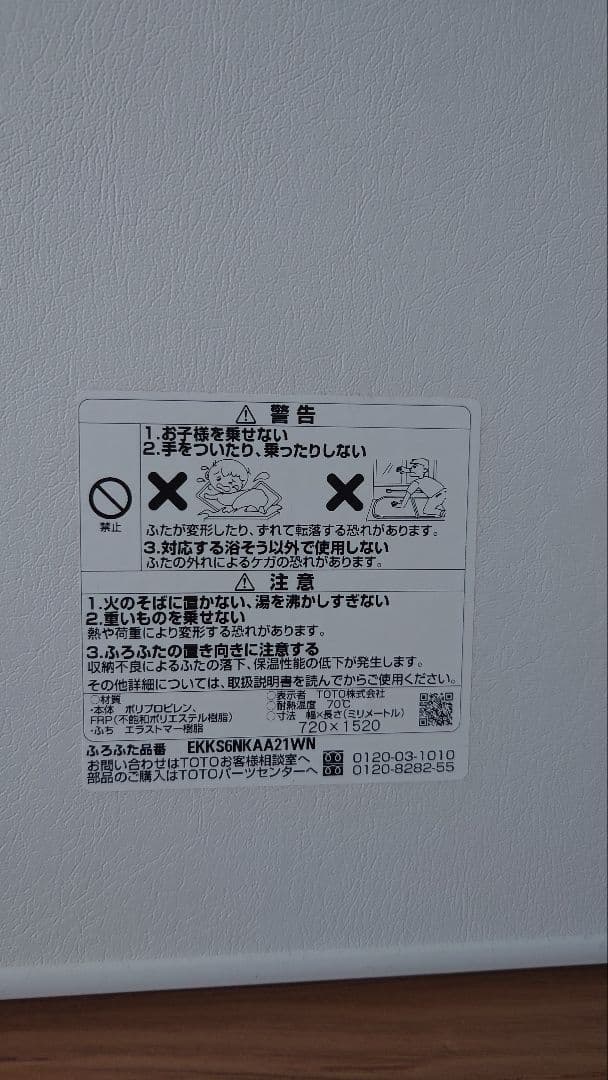 ⚠ 警告
1.お子様を乗せない
2.手をついたり、乗ったりしない
禁止
ふたが変形したり、ずれて転落する恐れがあります。
3.対応する浴そう以外で使用しない
ふたの外れによるケガの恐れがあります。
⚠ 注意
1.火のそばに置かない、湯を沸かしすぎない
2.重いものを乗せない
熱や荷重により変形する恐れがあります。
3.ふろふたの置き向きに注意する
収納不良によるふたの落下、保温性能の低下が発生します。
その他詳細については、取扱説明書を読んでからご使用ください。
○材質
・本体 ポリプロピレン、
FRP(不飽和ポリエステル樹脂)
・ふち エラストマー樹脂
○表示者 TOTO株式会社
○耐熱温度 70℃
○寸法 幅×長さ(ミリメートル)
720×1520
ふろふた品番 EKKS6NKAA21WN
お問い合わせはTOTOお客様相談室へ 0120-03-1010
部品のご購入はTOTOパーツセンターへ 0120-8282-55